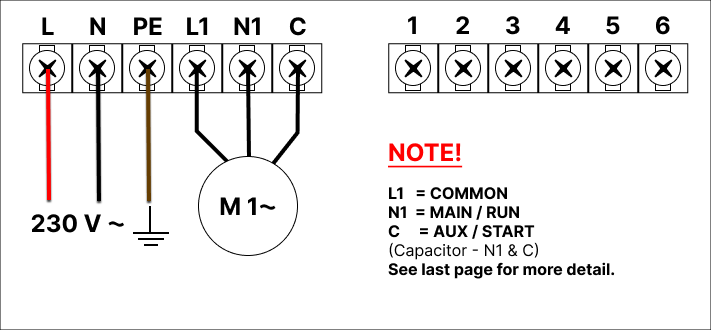 L N PE L1 N1 C
1 2 3 4 5 6
230 V ~
M 1~
NOTE!
L1 = COMMON
N1 = MAIN / RUN
C = AUX / START
(Capacitor - N1 & C)
See last page for more detail.